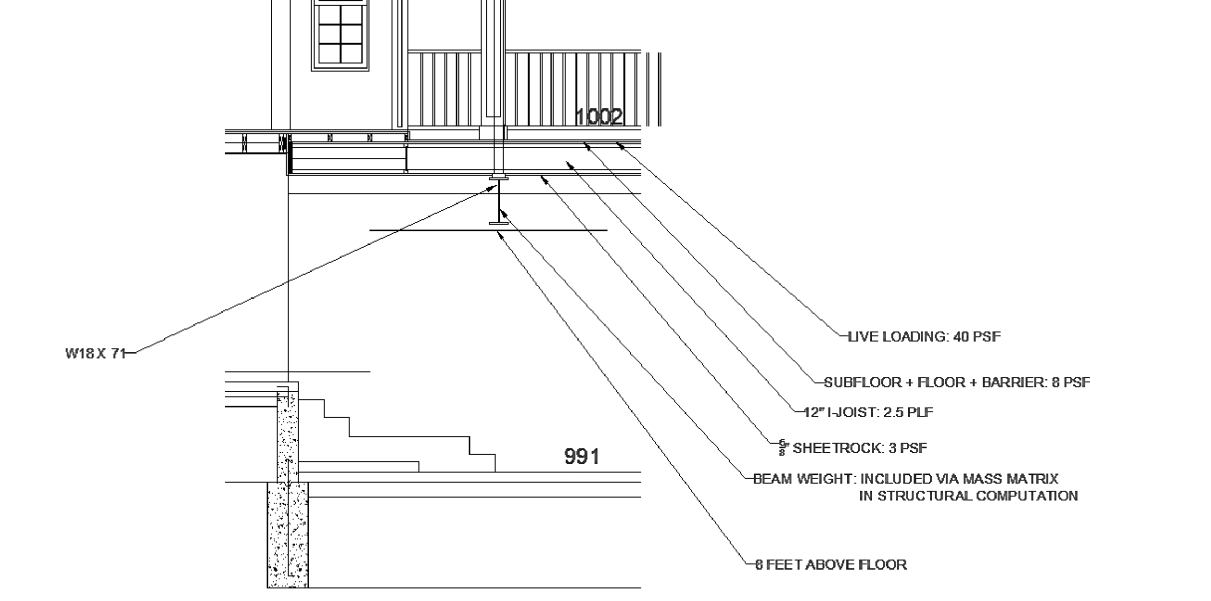 1002
LIVE LOADING: 40 PSF
W18 X 71
SUBFLOOR + FLOOR + BARRIER: 8 PSF
12" I-JOIST: 2.5 PLF
5/8" SHEETROCK: 3 PSF
991
BEAM WEIGHT: INCLUDED VIA MASS MATRIX
IN STRUCTURAL COMPUTATION
8 FEET ABOVE FLOOR